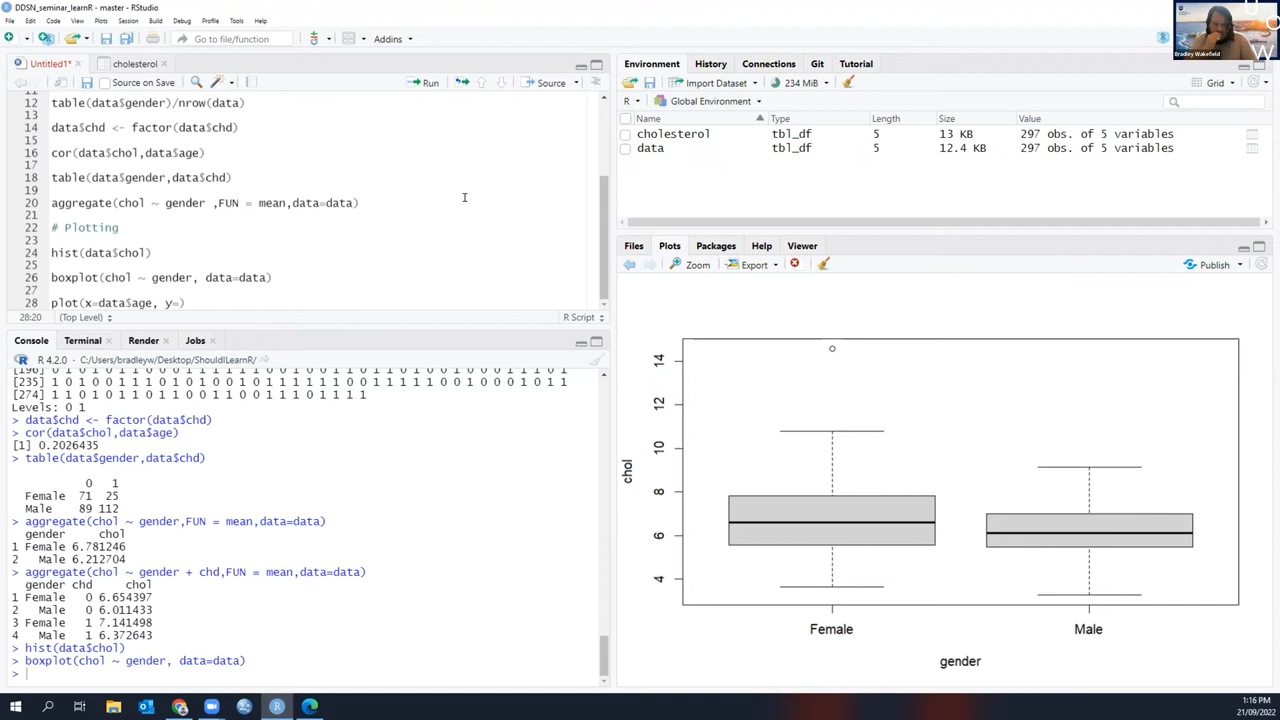 DDSN_seminar_learnR - master - RStudio
File Edit Code View Plots Session Build Debug Profile Tools Help
Go to file/function Addins
Bradley Wakefield
Untitled1* cholesterol
Source on Save Run Source
12 table(data$gender)/nrow(data)
13
14 data$chd <- factor(data$chd)
15
16 cor(data$chol,data$age)
17
18 table(data$gender,data$chd)
19
20 aggregate(chol ~ gender ,FUN = mean,data=data)
21
22 # Plotting
23
24 hist(data$chol)
25
26 boxplot(chol ~ gender, data=data)
27
28 plot(x=data$age, y=)
28:20 (Top Level) R Script
Console Terminal Render Jobs
R 4.2.0 · C:/Users/bradleyw/Desktop/ShouldILearnR/
[235] 1 0 1 0 0 1 1 1 0 1 0 1 1 0 0 1 0 0 1 1 0 0 0 1 0 0 1 1 1 1 1 0 0 1 0 0 0 1 0 1 1
[274] 1 1 0 1 0 1 1 0 1 1 0 0 1 1 0 0 1 1 1 0 1 1 1 1
Levels: 0 1
> data$chd <- factor(data$chd)
> cor(data$chol,data$age)
[1] 0.2026435
> table(data$gender,data$chd)
0 1
Female 71 25
Male 89 112
> aggregate(chol ~ gender,FUN = mean,data=data)
gender chol
1 Female 6.781246
2 Male 6.212704
> aggregate(chol ~ gender + chd,FUN = mean,data=data)
gender chd chol
1 Female 0 6.654397
2 Male 0 6.011433
3 Female 1 7.141498
4 Male 1 6.372643
> hist(data$chol)
> boxplot(chol ~ gender, data=data)
>
Environment History Connections Git Tutorial
Import Dataset 234 MiB Grid
R Global Environment
Name Type Length Size Value
cholesterol tbl_df 5 13 KB 297 obs. of 5 variables
data tbl_df 5 12.4 KB 297 obs. of 5 variables
Files Plots Packages Help Viewer
Zoom Export Publish
14
12
10
8
6
4
chol
Female Male
gender
1:16 PM
21/09/2022